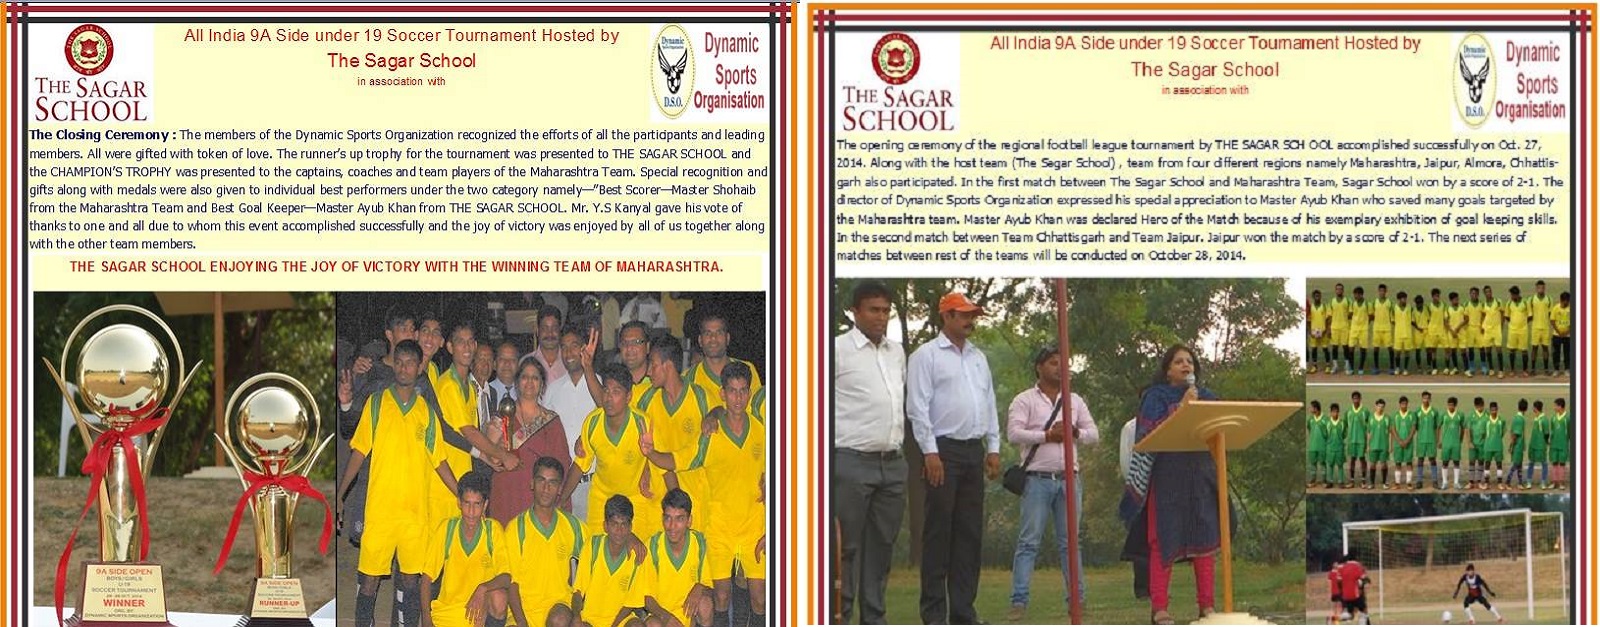 THE SAGAR SCHOOL
All India 9A Side under 19 Soccer Tournament Hosted by
The Sagar School
in association with
D.S.O.
Dynamic
Sports
Organisation
The Closing Ceremony : The members of the Dynamic Sports Organization recognized the efforts of all the participants and leading
members. All were gifted with token of love. The runner's up trophy for the tournament was presented to THE SAGAR SCHOOL and
the CHAMPION'S TROPHY was presented to the captains, coaches and team players of the Maharashtra Team. Special recognition and
gifts along with medals were also given to individual best performers under the two category namely—"Best Scorer—Master Shohaib
from the Maharashtra Team and Best Goal Keeper—Master Ayub Khan from THE SAGAR SCHOOL. Mr. Y.S Kanyal gave his vote of
thanks to one and all due to whom this event accomplished successfully and the joy of victory was enjoyed by all of us together along
with the other team members.
THE SAGAR SCHOOL ENJOYING THE JOY OF VICTORY WITH THE WINNING TEAM OF MAHARASHTRA.
9A SIDE OPEN
BOYS/GIRLS
U-19
SOCCER TOURNAMENT
WINNER
ORG. BY
DYNAMIC SPORTS ORGANIZATION
9A SIDE OPEN
RUNNER-UP
THE SAGAR
SCHOOL
All India 9A Side under 19 Soccer Tournament Hosted by
The Sagar School
in association with
Dynamic
D.S.O.
Dynamic
Sports
Organisation
The opening ceremony of the regional football league tournament by THE SAGAR SCH OOL accomplished successfully on Oct. 27,
2014. Along with the host team (The Segar School) , team from four different regions namely Maharashtra, Jaipur, Almora, Chhattis-
garh also participated. In the first match between The Sagar School and Maharashtra Team, Sagar School won by a score of 2-1. The
director of Dynamic Sports Organization expressed his special appreciation to Master Ayub Khan who saved many goals targeted by
the Maharashtra team. Master Ayub Khan was declared Hero of the Match because of his exemplary exhibition of goal keeping skills.
In the second match between Team Chhattisgarh and Team Jaipur, Jaipur won the match by a score of 2-1. The next series of
matches between rest of the teams will be conducted on October 28, 2014.